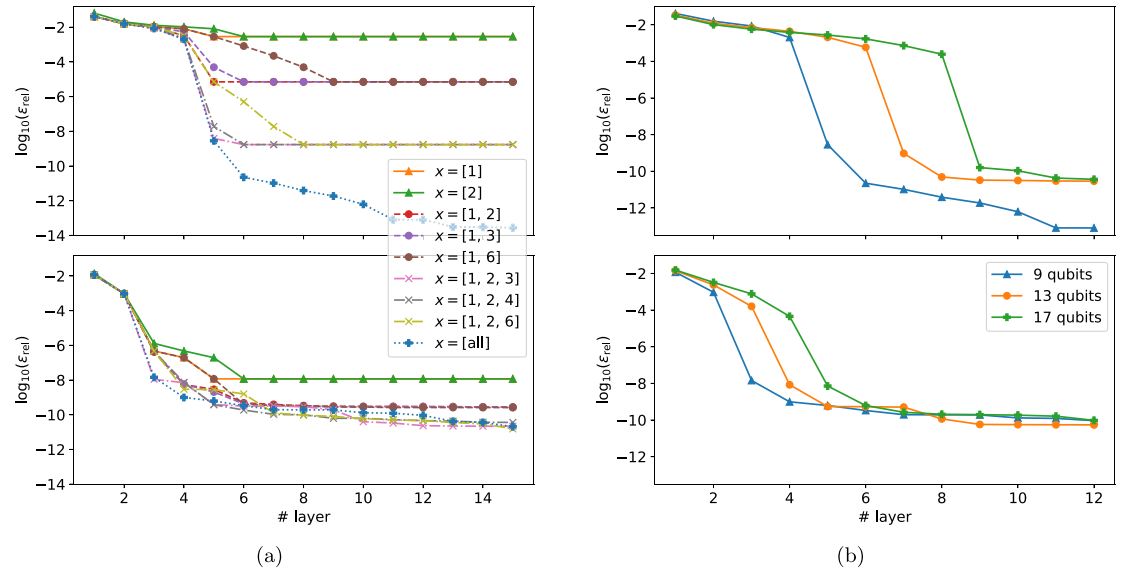 −2
−4
−6
−8
−10
−12
−14
log₁₀(ϵrel)
x = [1]
x = [2]
x = [1, 2]
x = [1, 3]
x = [1, 6]
x = [1, 2, 3]
x = [1, 2, 4]
x = [1, 2, 6]
x = [all]
−2
−4
−6
−8
−10
−12
−14
log₁₀(ϵrel)
2 4 6 8 10 12 14
# layer
(a)
−2
−4
−6
−8
−10
−12
log₁₀(ϵrel)
−2
−4
−6
−8
−10
−12
log₁₀(ϵrel)
9 qubits
13 qubits
17 qubits
2 4 6 8 10 12
# layer
(b)